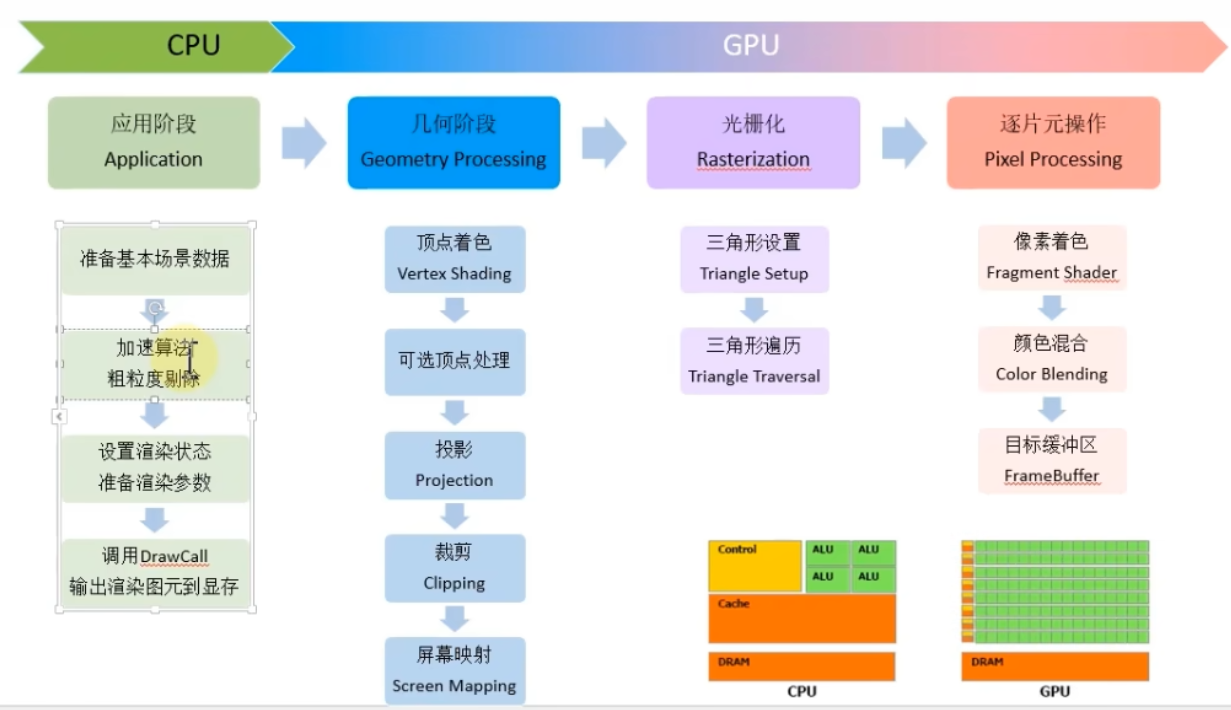 CPU
GPU
应用阶段
Application
几何阶段
Geometry Processing
光栅化
Rasterization
逐片元操作
Pixel Processing
准备基本场景数据
加速算法
粗粒度剔除
设置渲染状态
准备渲染参数
调用DrawCall
输出渲染图元到显存
顶点着色
Vertex Shading
可选顶点处理
投影
Projection
裁剪
Clipping
屏幕映射
Screen Mapping
三角形设置
Triangle Setup
三角形遍历
Triangle Traversal
像素着色
Fragment Shader
颜色混合
Color Blending
目标缓冲区
FrameBuffer
Control
ALU
ALU
ALU
ALU
Cache
DRAM
CPU
DRAM
GPU